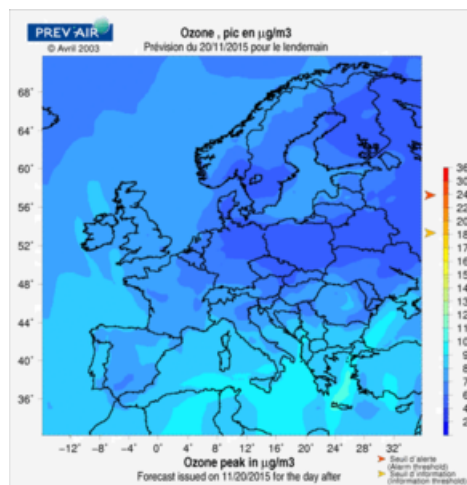 PREV'AIR
© Avril 2003
Ozone , pic en µg/m3
Prévision du 20/11/2015 pour le lendemain
68°
64°
60°
56°
52°
48°
44°
40°
36°
-12° -8° -4° 0° 4° 8° 12° 16° 20° 24° 28° 32°
Ozone peak in µg/m3
Forecast issued on 11/20/2015 for the day after
Seuil d'alerte
(Alarm threshold)
Seuil d'information
(Information threshold)